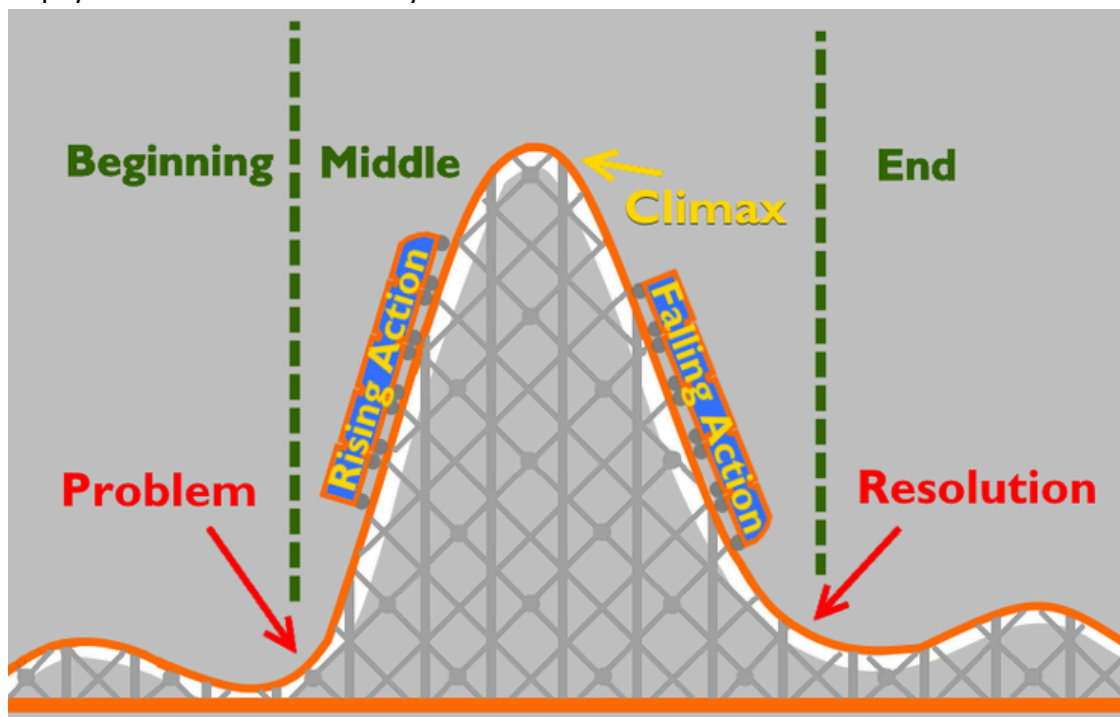 Beginning
Middle
End
Climax
Rising Action
Falling Action
Problem
Resolution